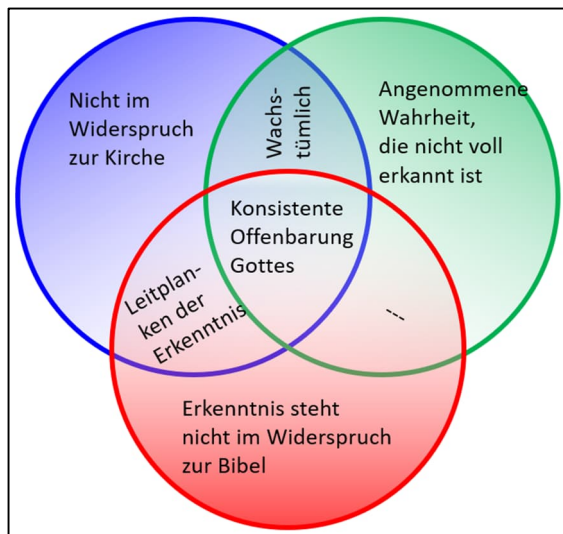 Nicht im
Widerspruch
zur Kirche
Wachs-
tümlich
Angenommene
Wahrheit,
die nicht voll
erkannt ist
Konsistente
Offenbarung
Gottes
Leitplan-
ken der
Erkenntnis
---
Erkenntnis steht
nicht im Widerspruch
zur Bibel